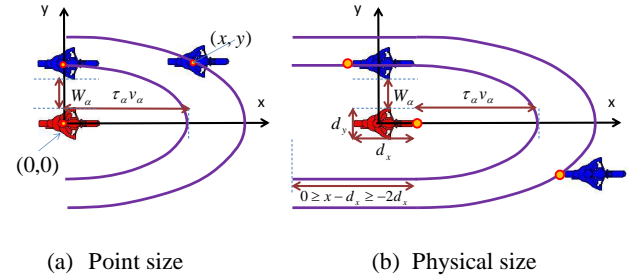 y
(x, y)
W_α
τ_α v_α
x
(0,0)
(a) Point size
y
W_α
τ_α v_α
x
d_y
d_x
0 ≥ x − d_x ≥ −2d_x
(b) Physical size